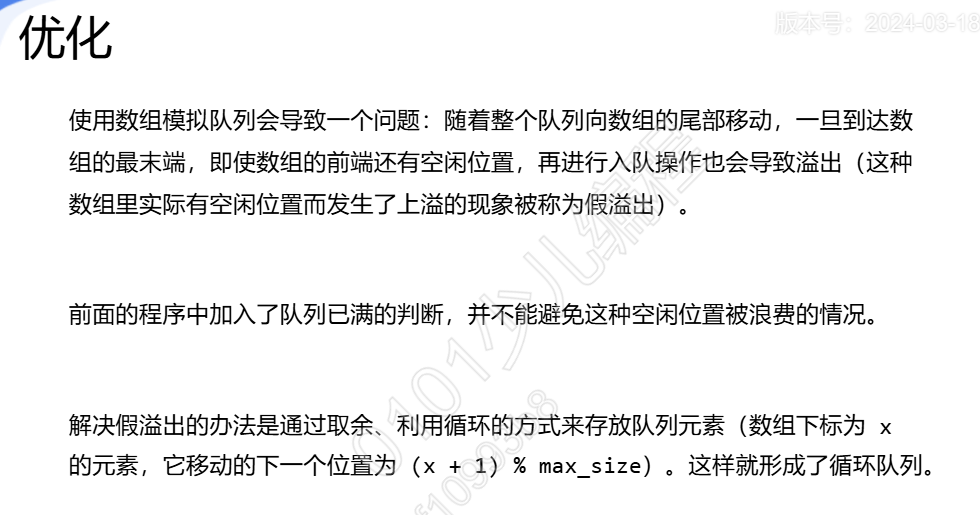 版本号：2024-03-18
优化
使用数组模拟队列会导致一个问题：随着整个队列向数组的尾部移动，一旦到达数
组的最末端，即使数组的前端还有空闲位置，再进行入队操作也会导致溢出（这种
数组里实际有空闲位置而发生了上溢的现象被称为假溢出）。
前面的程序中加入了队列已满的判断，并不能避免这种空闲位置被浪费的情况。
解决假溢出的办法是通过取余、利用循环的方式来存放队列元素（数组下标为 x
的元素，它移动的下一个位置为（x + 1）% max_size）。这样就形成了循环队列。
0101少儿编程